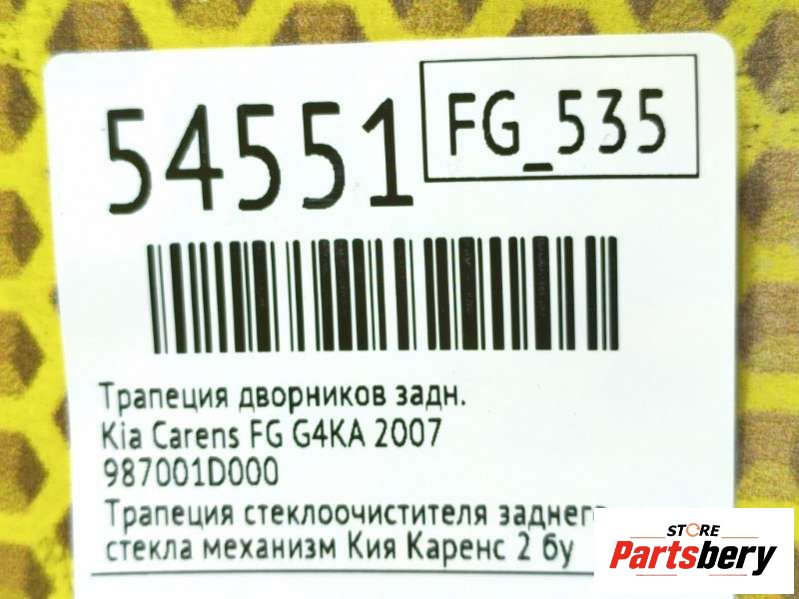 54551
FG_535
Трапеция дворников задн.
Kia Carens FG G4KA 2007
987001D000
Трапеция стеклоочистителя заднего
стекла механизм Кия Каренс 2 бу
STORE
Partsbery